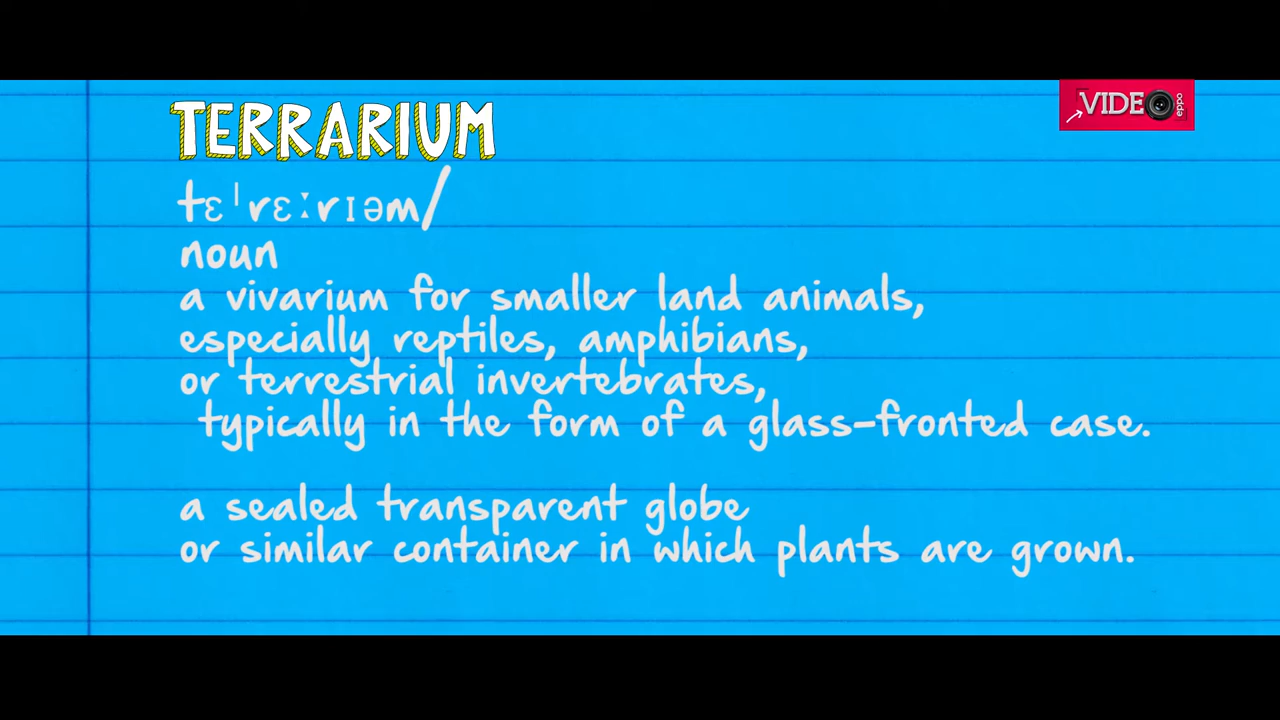 TERRARIUM
VIDEO eppo
tɛˈrɛːrɪəm/
noun
a vivarium for smaller land animals,
especially reptiles, amphibians,
or terrestrial invertebrates,
typically in the form of a glass-fronted case.
a sealed transparent globe
or similar container in which plants are grown.